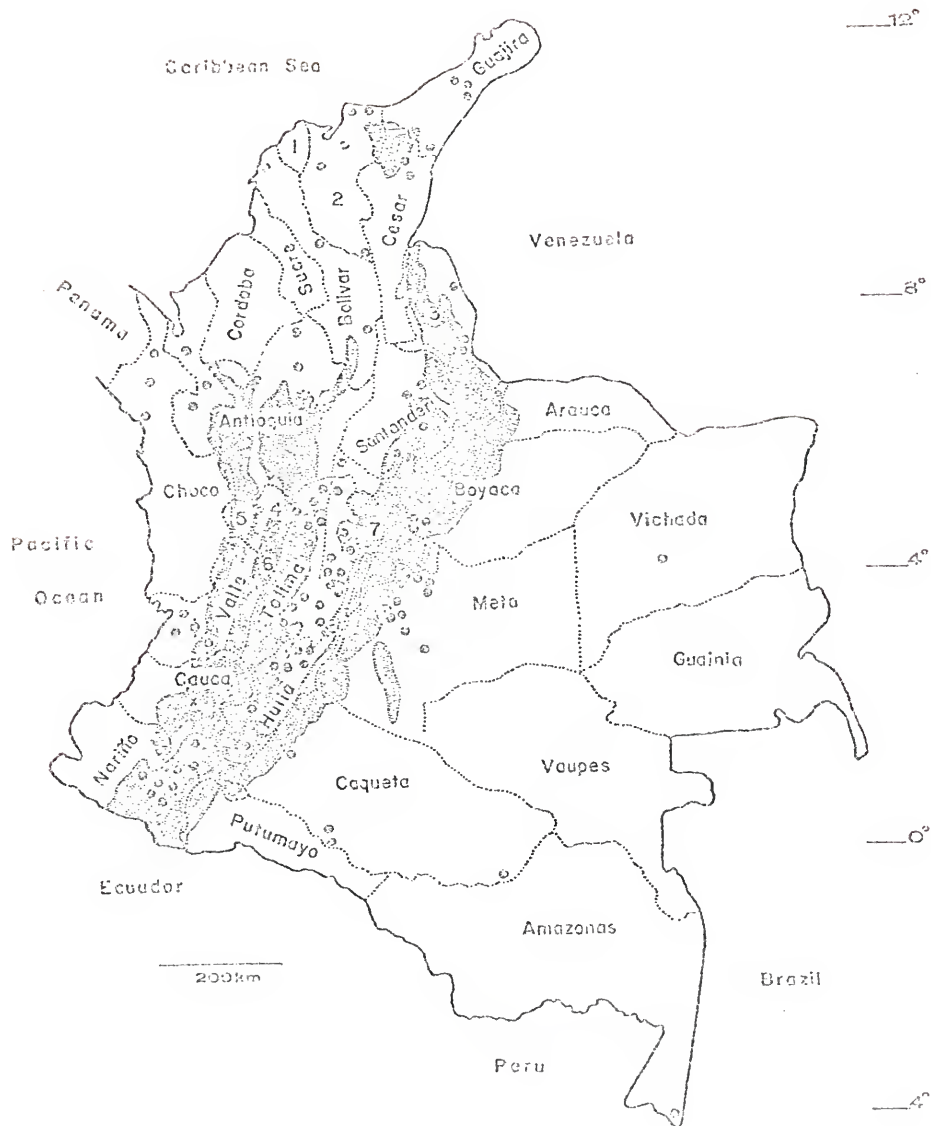 12°
Caribbean Sea
Guajira
1
2
Cesar
Venezuela
Sucre
Bolivar
8°
Panama
Cordoba
3
Antioquia
Santander
Arauca
Choco
Boyaca
4
5
7
Vichada
Pacific
Ocean
6
4°
Valle
Tolima
Meta
Guainia
Cauca
Huila
Nariño
Vaupes
Caqueta
Putumayo
0°
Ecuador
Amazonas
200km
Brazil
Peru
4°